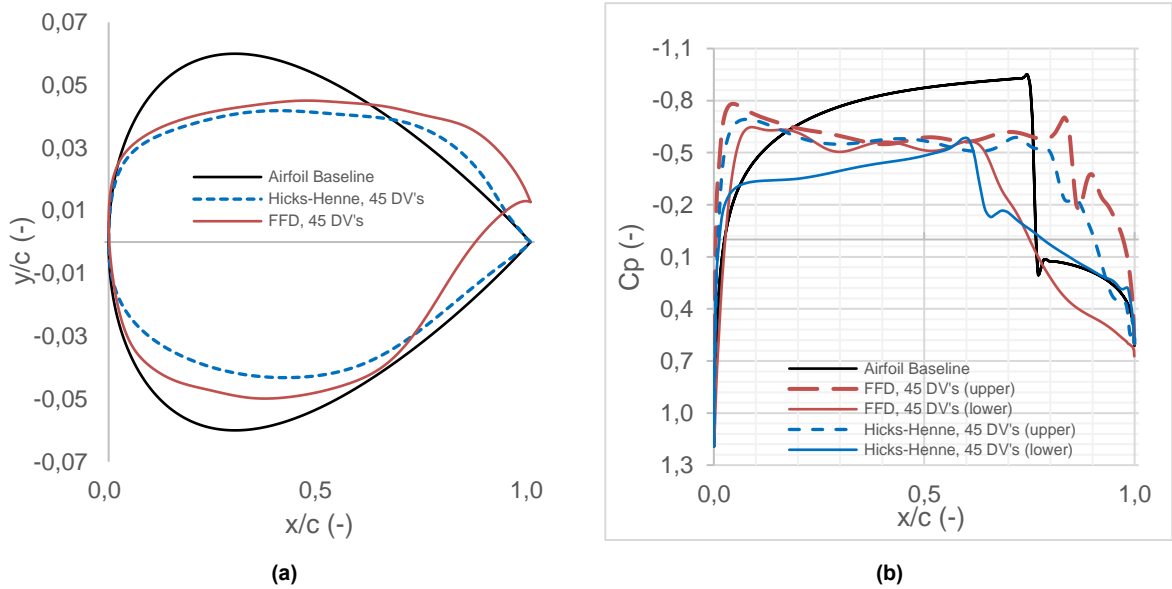 0,07
0,05
0,03
0,01
-0,01
-0,03
-0,05
-0,07
y/c (-)
Airfoil Baseline
Hicks-Henne, 45 DV's
FFD, 45 DV's
0,0
0,5
1,0
x/c (-)
(a)
-1,1
-0,8
-0,5
-0,2
0,1
0,4
0,7
1,0
1,3
Cp (-)
Airfoil Baseline
FFD, 45 DV's (upper)
FFD, 45 DV's (lower)
Hicks-Henne, 45 DV's (upper)
Hicks-Henne, 45 DV's (lower)
0,0
0,5
1,0
x/c (-)
(b)